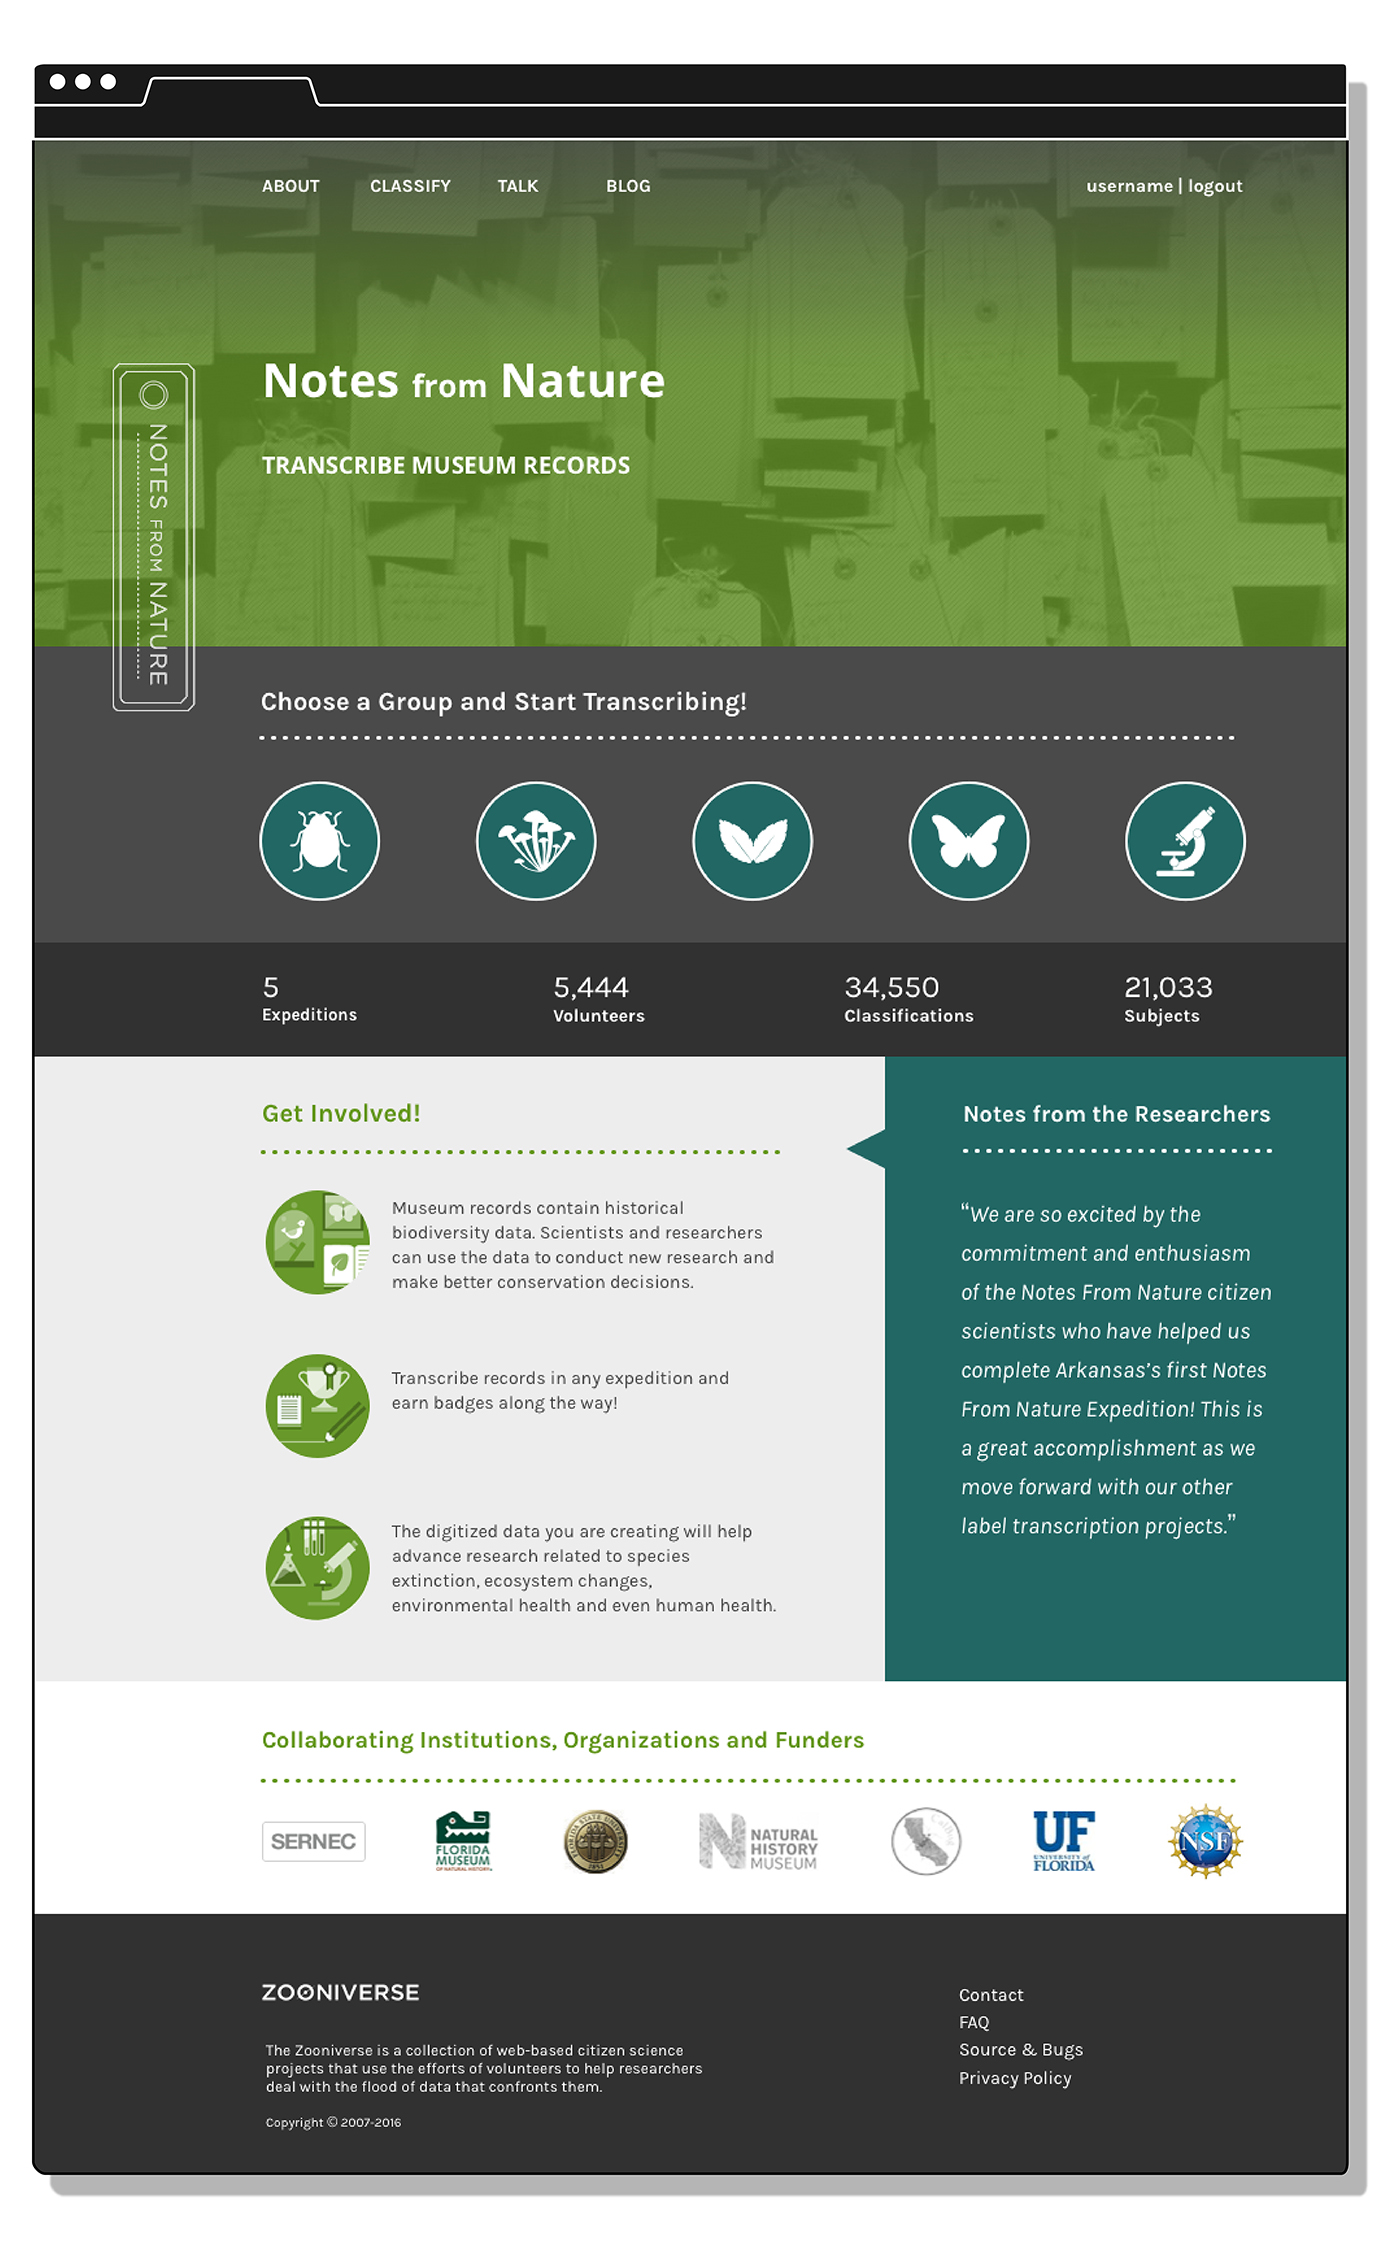 ABOUT CLASSIFY TALK BLOG username | logout
Notes from Nature
TRANSCRIBE MUSEUM RECORDS
NOTES FROM NATURE
Choose a Group and Start Transcribing!
5 5,444 34,550 21,033
Expeditions Volunteers Classifications Subjects
Get Involved!
Museum records contain historical
biodiversity data. Scientists and researchers
can use the data to conduct new research and
make better conservation decisions.
Transcribe records in any expedition and
earn badges along the way!
The digitized data you are creating will help
advance research related to species
extinction, ecosystem changes,
environmental health and even human health.
Notes from the Researchers
“We are so excited by the
commitment and enthusiasm
of the Notes From Nature citizen
scientists who have helped us
complete Arkansas’s first Notes
From Nature Expedition! This is
a great accomplishment as we
move forward with our other
label transcription projects.”
Collaborating Institutions, Organizations and Funders
SERNEC
FLORIDA
MUSEUM
OF NATURAL HISTORY
FLORIDA STATE UNIVERSITY
1851
N NATURAL
HISTORY
MUSEUM
CalBug
UF
UNIVERSITY of
FLORIDA
NSF
ZOONIVERSE
The Zooniverse is a collection of web-based citizen science
projects that use the efforts of volunteers to help researchers
deal with the flood of data that confronts them.
Copyright © 2007-2016
Contact
FAQ
Source & Bugs
Privacy Policy